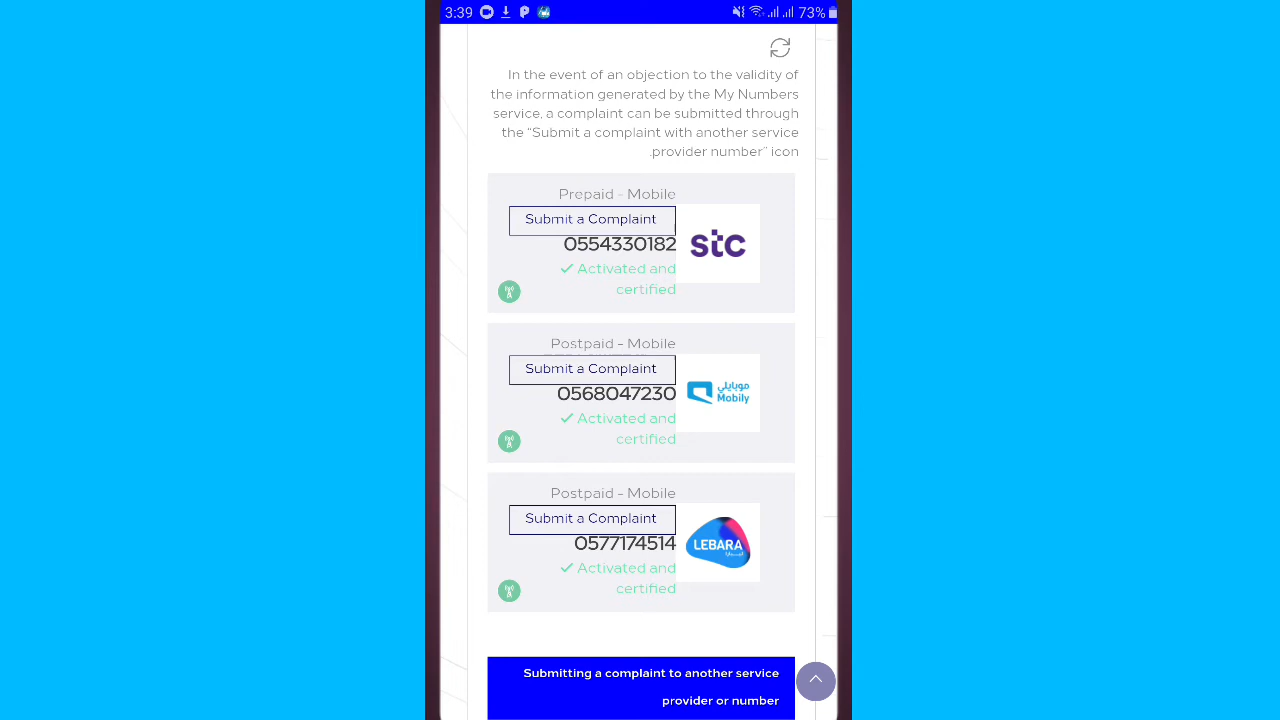 3:39
73%
In the event of an objection to the validity of
the information generated by the My Numbers
service, a complaint can be submitted through
the "Submit a complaint with another service
.provider number" icon
Prepaid - Mobile
Submit a Complaint
0554330182
✓ Activated and
certified
stc
Postpaid - Mobile
Submit a Complaint
0568047230
✓ Activated and
certified
موبايلي
Mobily
Postpaid - Mobile
Submit a Complaint
0577174514
✓ Activated and
certified
LEBARA
Submitting a complaint to another service
provider or number